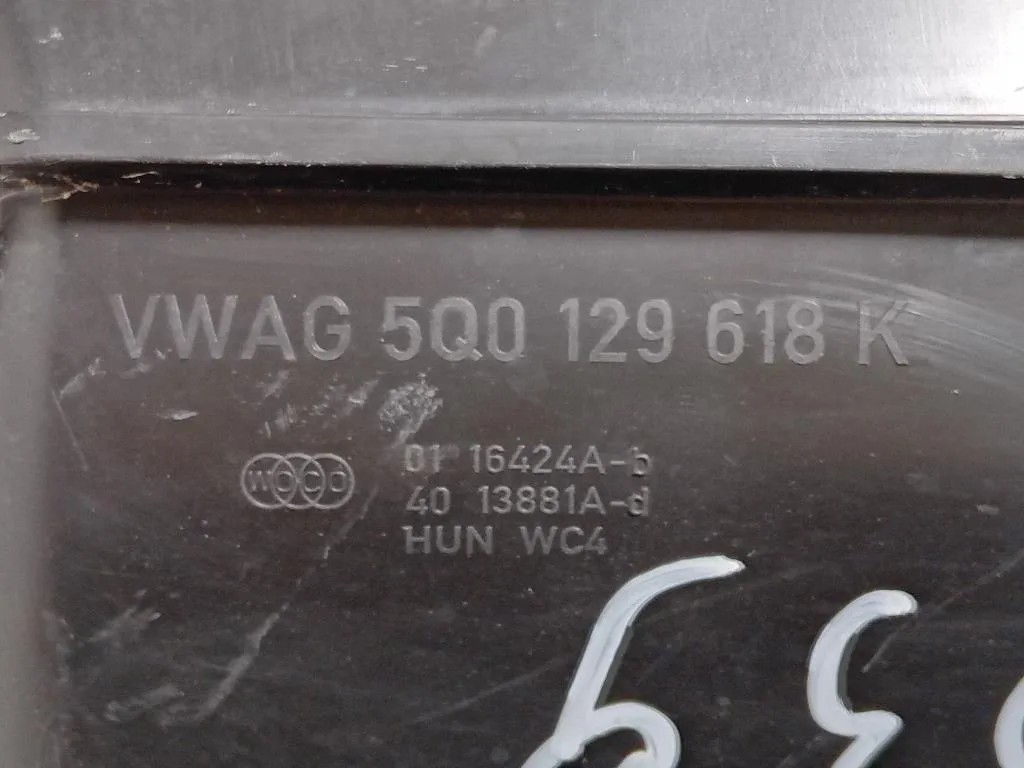 VWAG 5Q0 129 618 K
WOCO
01 16424A-b
40 13881A-d
HUN WC4